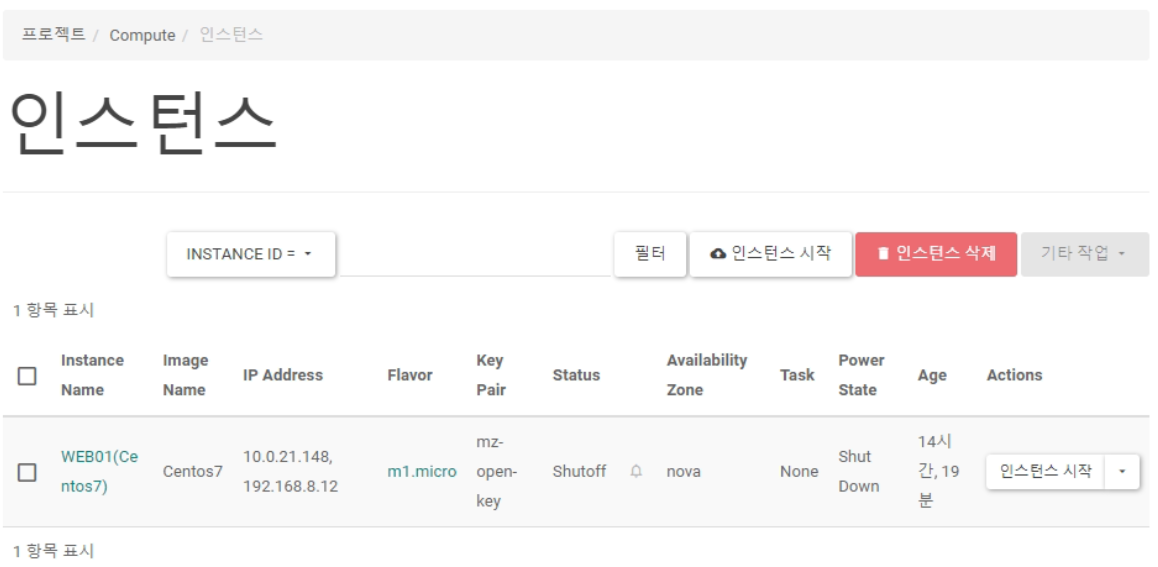 프로젝트 / Compute / 인스턴스
인스턴스
INSTANCE ID = 필터 인스턴스 시작 인스턴스 삭제 기타 작업
1 항목 표시
Instance Name Image Name IP Address Flavor Key Pair Status Availability Zone Task Power State Age Actions
WEB01(Centos7) Centos7 10.0.21.148, 192.168.8.12 m1.micro mz-open-key Shutoff nova None Shut Down 14시간, 19분 인스턴스 시작
1 항목 표시